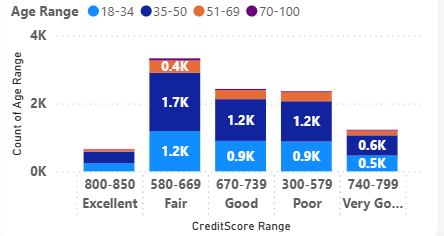 Age Range 18-34 35-50 51-69 70-100
4K
2K
0K
Count of Age Range
0.4K
1.7K
1.2K
1.2K
0.9K
1.2K
0.9K
0.6K
0.5K
800-850 580-669 670-739 300-579 740-799
Excellent Fair Good Poor Very Go...
CreditScore Range